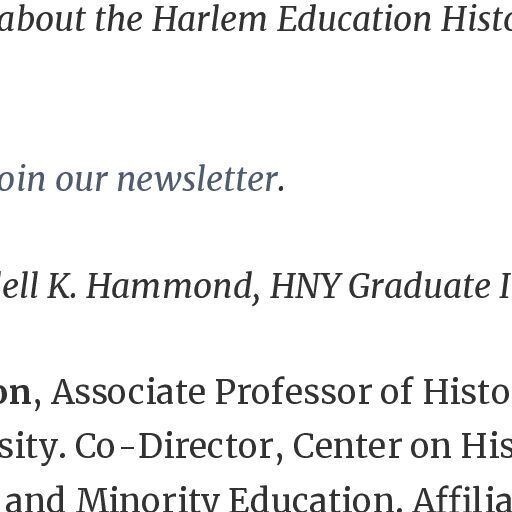 about the Harlem Education Histo
oin our newsletter.
ell K. Hammond, HNY Graduate I
on, Associate Professor of Histo
sity. Co-Director, Center on His
and Minority Education. Affilia